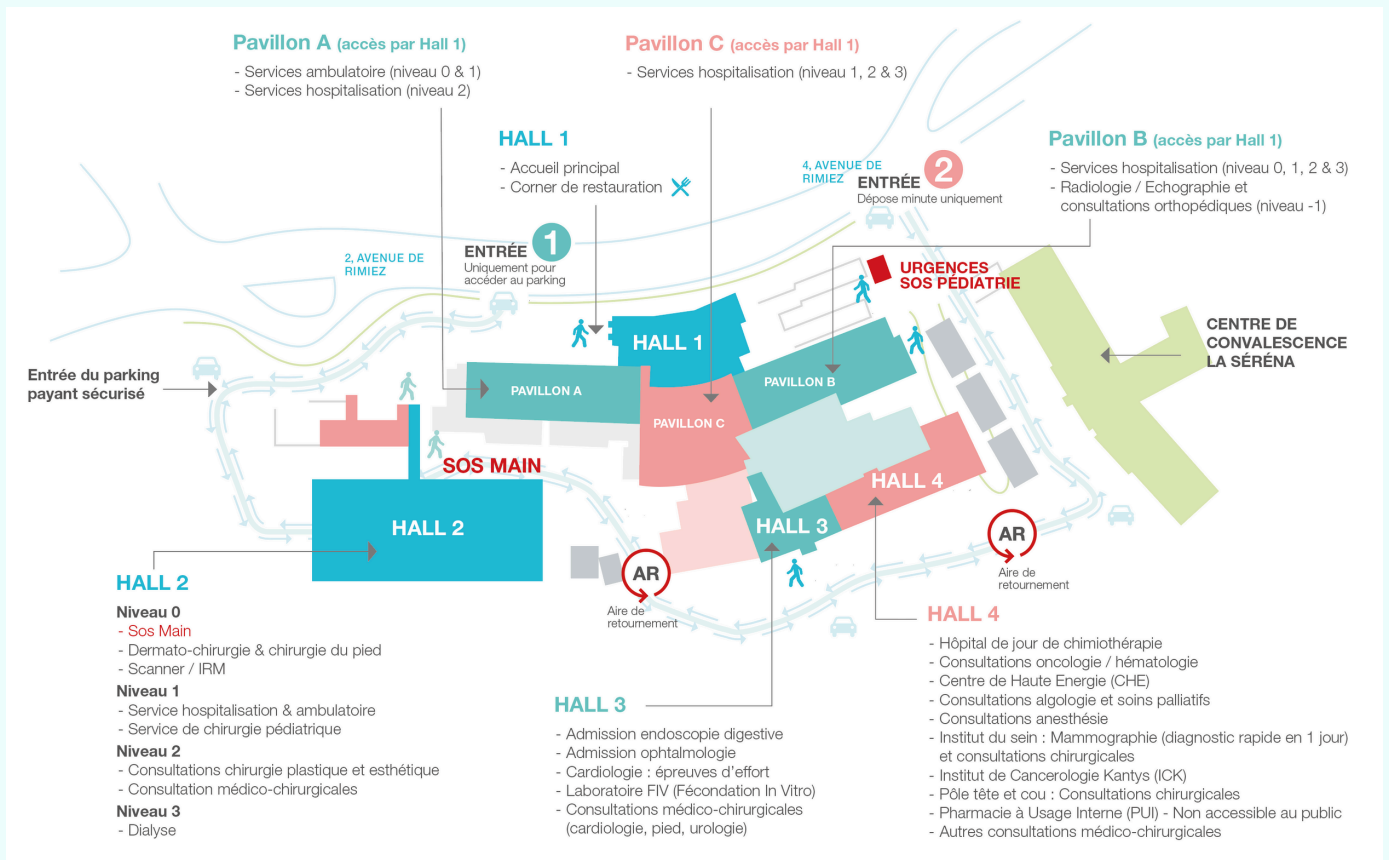 Pavillon A (accès par Hall 1)
- Services ambulatoire (niveau 0 & 1)
- Services hospitalisation (niveau 2)
Pavillon C (accès par Hall 1)
- Services hospitalisation (niveau 1, 2 & 3)
HALL 1
- Accueil principal
- Corner de restauration
Pavillon B (accès par Hall 1)
- Services hospitalisation (niveau 0, 1, 2 & 3)
- Radiologie / Echographie et
consultations orthopédiques (niveau -1)
4, AVENUE DE
RIMIEZ
ENTRÉE 2
Dépose minute uniquement
2, AVENUE DE
RIMIEZ
ENTRÉE 1
Uniquement pour
accéder au parking
URGENCES
SOS PÉDIATRIE
CENTRE DE
CONVALESCENCE
LA SÉRÉNA
Entrée du parking
payant sécurisé
HALL 1
PAVILLON A
PAVILLON B
PAVILLON C
SOS MAIN
HALL 2
HALL 3
HALL 4
AR
Aire de
retournement
AR
Aire de
retournement
HALL 2
Niveau 0
- Sos Main
- Dermato-chirurgie & chirurgie du pied
- Scanner / IRM
Niveau 1
- Service hospitalisation & ambulatoire
- Service de chirurgie pédiatrique
Niveau 2
- Consultations chirurgie plastique et esthétique
- Consultation médico-chirurgicales
Niveau 3
- Dialyse
HALL 3
- Admission endoscopie digestive
- Admission ophtalmologie
- Cardiologie : épreuves d'effort
- Laboratoire FIV (Fécondation In Vitro)
- Consultations médico-chirurgicales
(cardiologie, pied, urologie)
HALL 4
- Hôpital de jour de chimiothérapie
- Consultations oncologie / hématologie
- Centre de Haute Energie (CHE)
- Consultations algologie et soins palliatifs
- Consultations anesthésie
- Institut du sein : Mammographie (diagnostic rapide en 1 jour)
et consultations chirurgicales
- Institut de Cancerologie Kantys (ICK)
- Pôle tête et cou : Consultations chirurgicales
- Pharmacie à Usage Interne (PUI) - Non accessible au public
- Autres consultations médico-chirurgicales